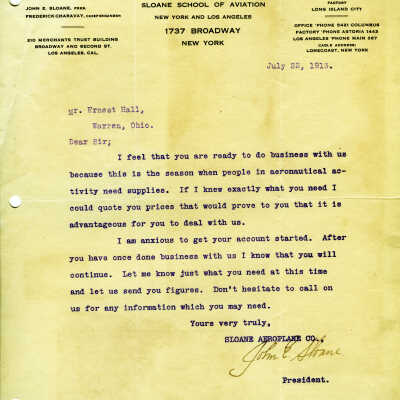 JOHN E. SLOANE, PRES.
FREDERICK CHARAVAY,
210 MERCHANTS TRUST BUILDING
BROADWAY AND SECOND ST.
LOS ANGELES, CAL.
SLOANE SCHOOL OF AVIATION
NEW YORK AND LOS ANGELES
1737 BROADWAY
NEW YORK
FACTORY
LONG ISLAND CITY
OFFICE 'PHONE 5421 COLUMBUS
FACTORY 'PHONE ASTORIA 1443
LOS ANGELES 'PHONE MAIN 267
CABLE ADDRESS:
LONECOAST, NEW YORK
July 22, 1913.
mr. Ernest Hall,
Warren, Ohio.
Dear Sir;
I feel that you are ready to do business with us
because this is the season when people in aeronautical ac-
tivity need supplies. If I knew exactly what you need I
could quote you prices that would prove to you that it is
advantageous for you to deal with us.
I am anxious to get your account started. After
you have once done business with us I know that you will
continue. Let me know just what you need at this time
and let us send you figures. Don't hesitate to call on
us for any information which you may need.
Yours very truly,
SLOANE AEROPLANE CO.,
John E Sloane
President.